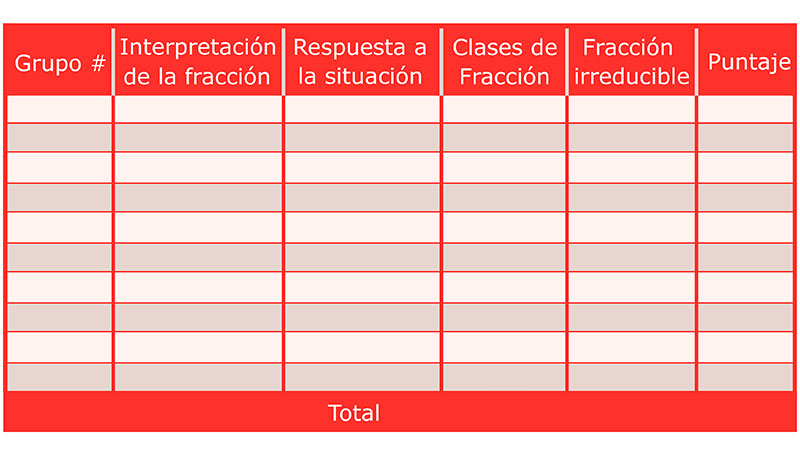 Grupo #
Interpretación
de la fracción
Respuesta a
la situación
Clases de
Fracción
Fracción
irreducible
Puntaje
Total